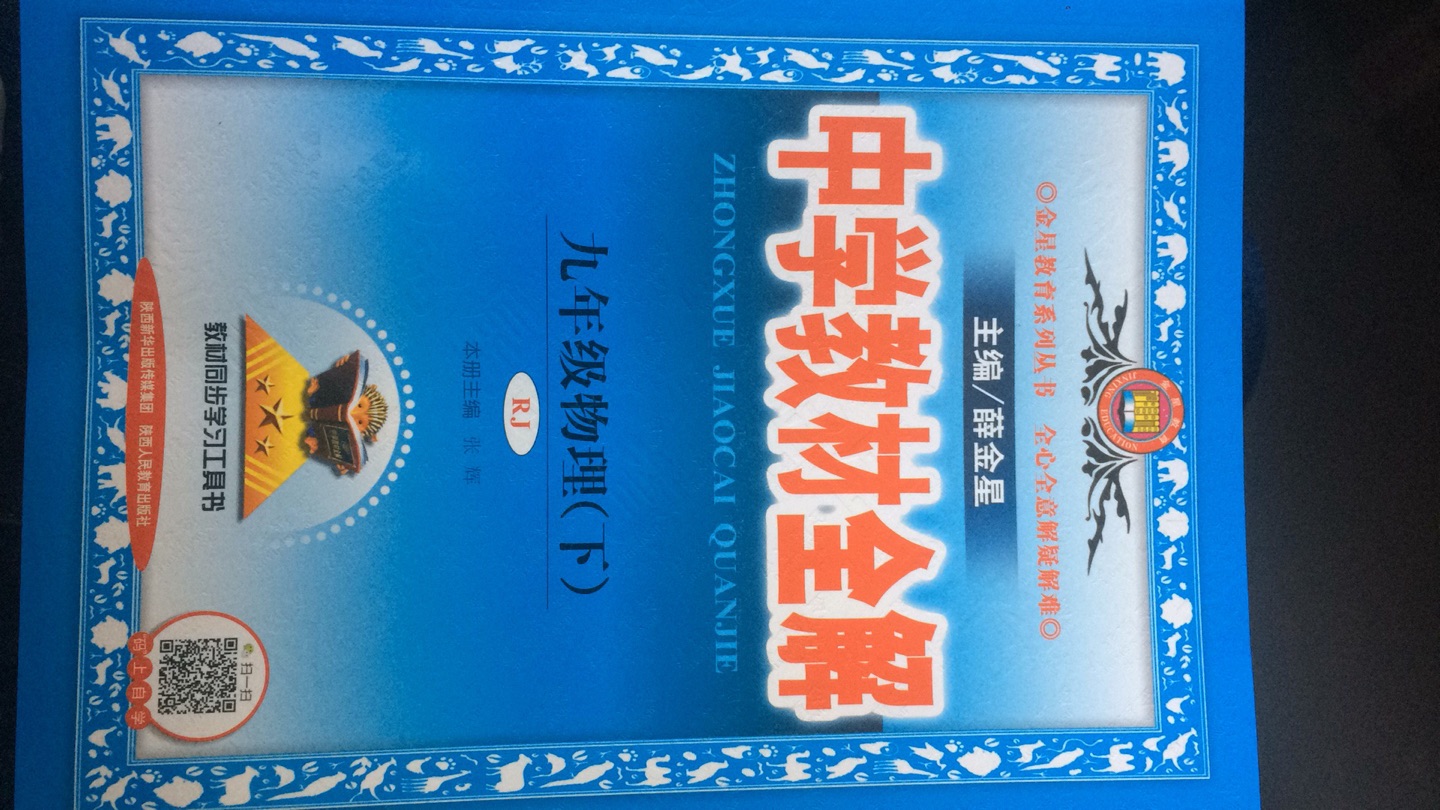 JINXING EDUCATION
◎金星教育系列丛书 全心全意解疑解难◎
主编/薛金星
中学教材全解
ZHONGXUE JIAOCAI QUANJIE
九年级物理(下)
RJ
本册主编 张辉
教材同步学习工具书
陕西新华出版传媒集团 陕西人民教育出版社
扫一扫
码上自学